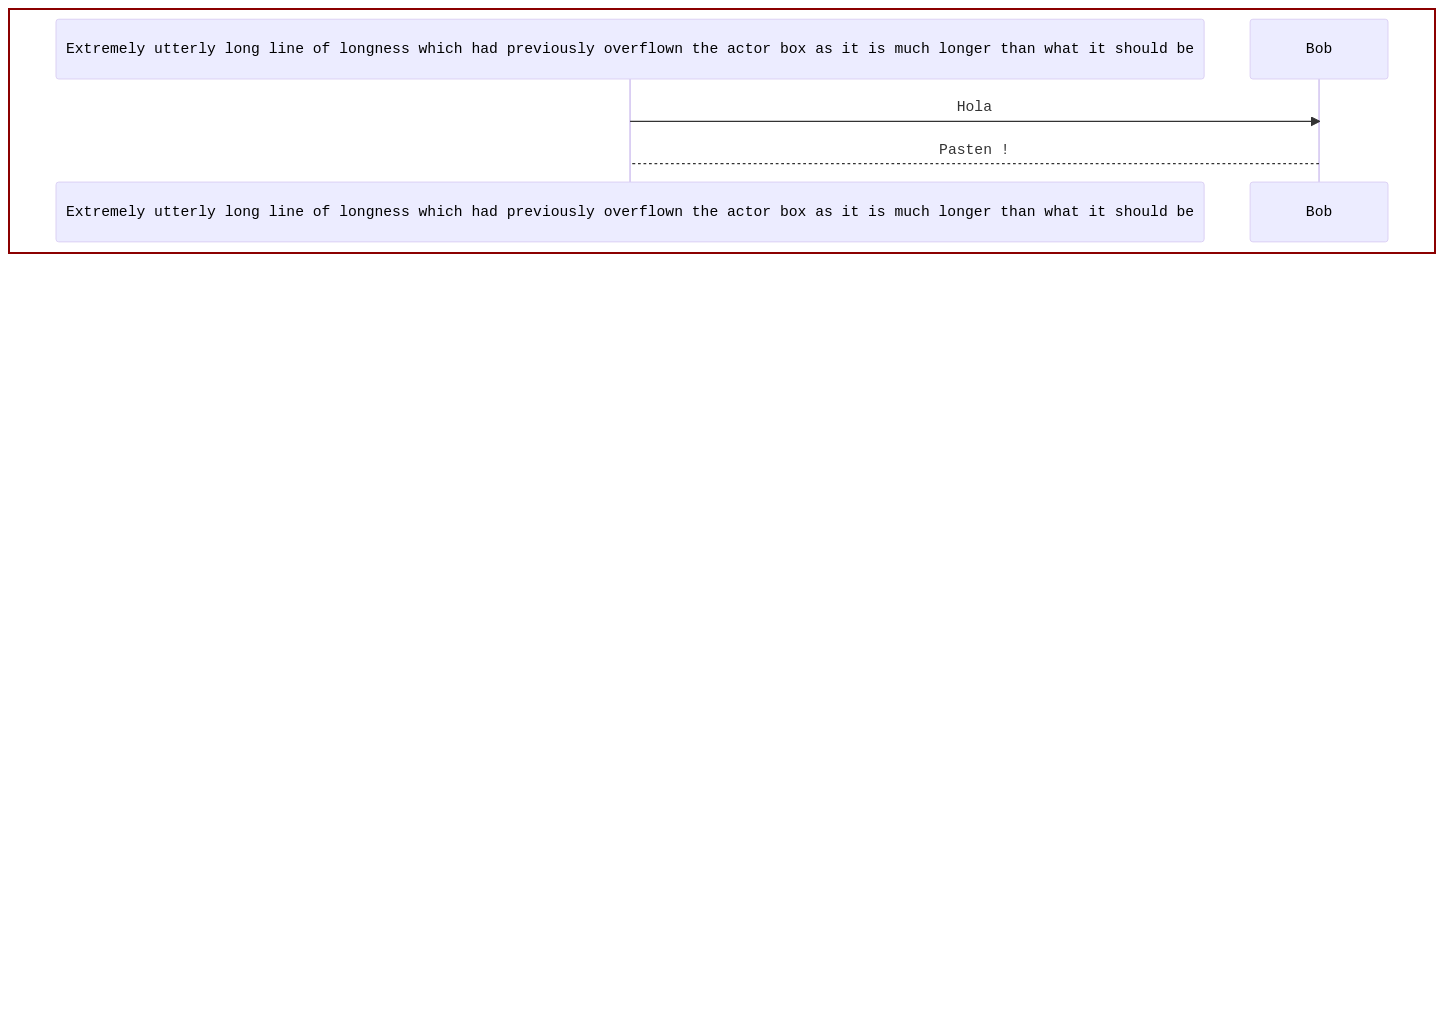 Extremely utterly long line of longness which had previously overflown the actor box as it is much longer than what it should be
Bob
Hola
Pasten !
Extremely utterly long line of longness which had previously overflown the actor box as it is much longer than what it should be
Bob